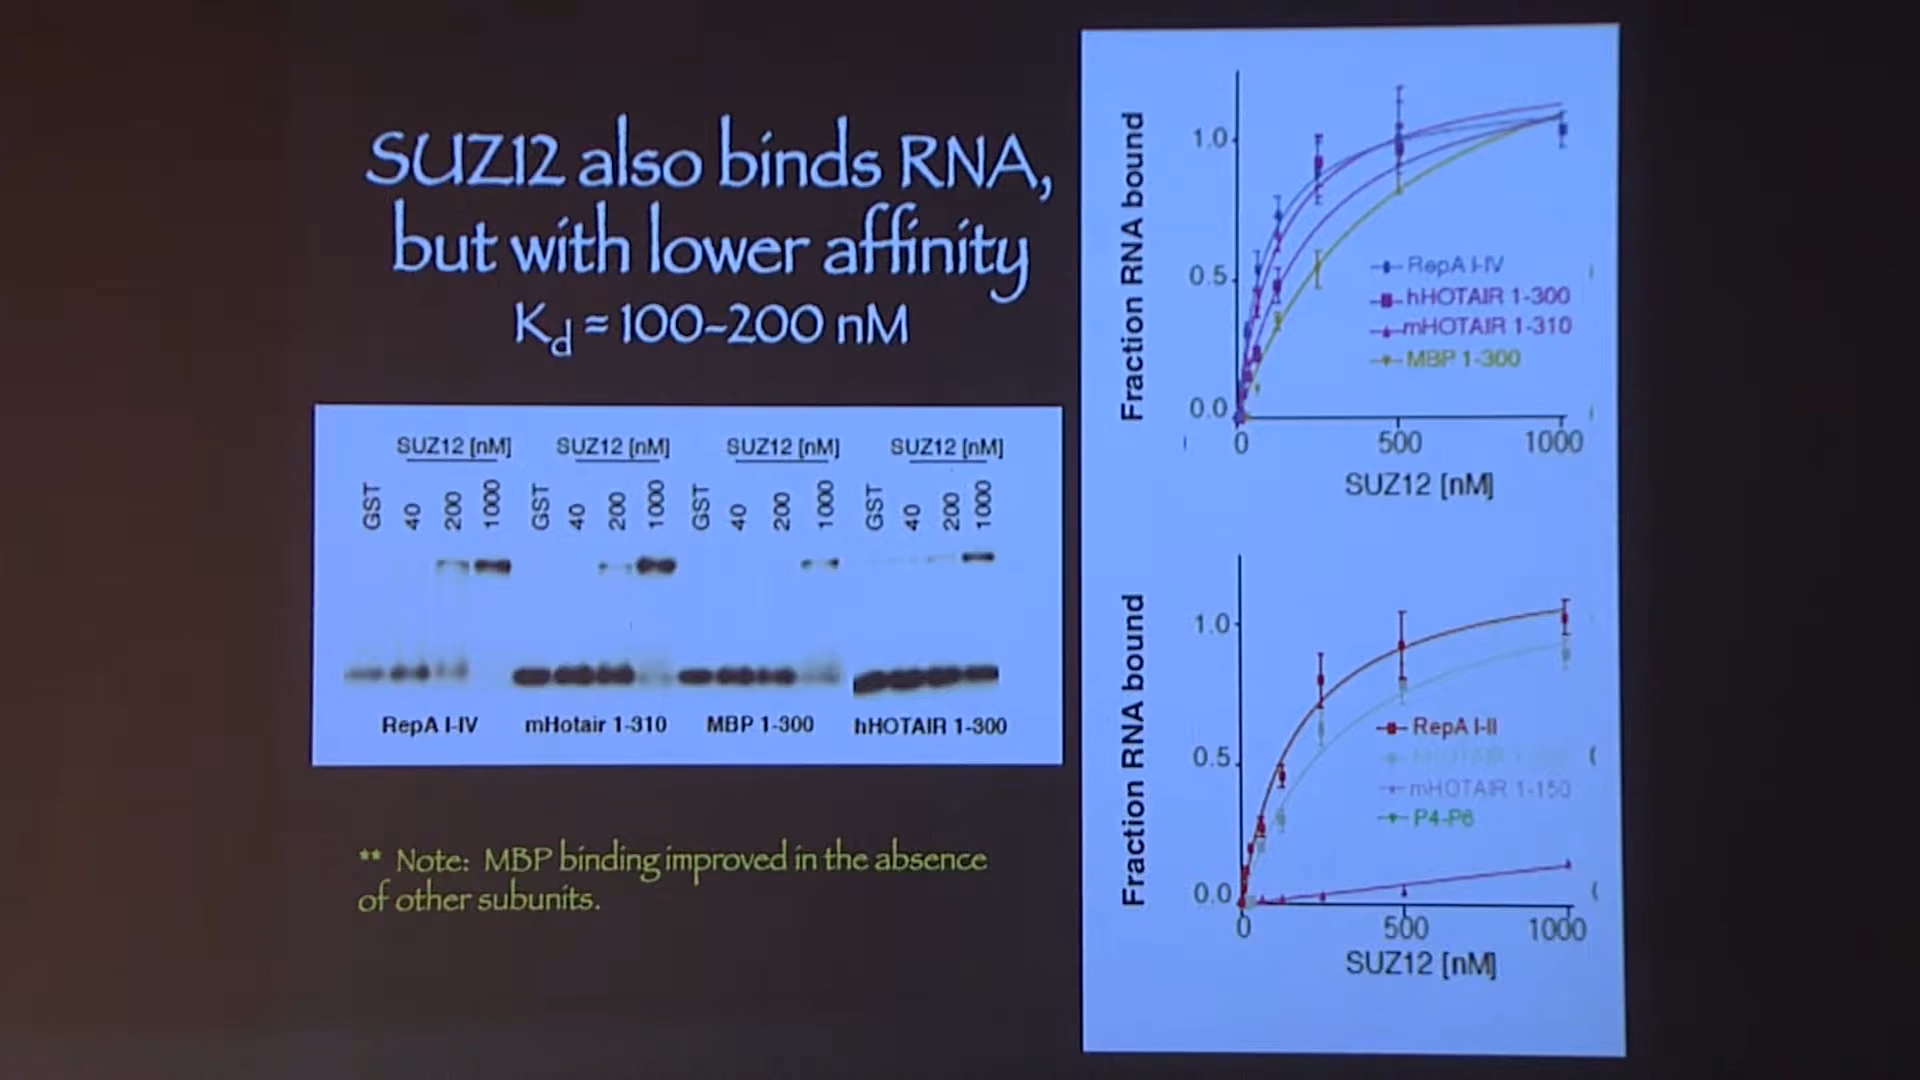 SUZ12 also binds RNA,
but with lower affinity
Kd = 100-200 nM
SUZ12 [nM] SUZ12 [nM] SUZ12 [nM] SUZ12 [nM]
GST 40 200 1000 GST 40 200 1000 GST 40 200 1000 GST 40 200 1000
RepA I-IV mHotair 1-310 MBP 1-300 hHOTAIR 1-300
** Note: MBP binding improved in the absence
of other subunits.
Fraction RNA bound
1.0
0.5
0.0
RepA I-IV
hHOTAIR 1-300
mHOTAIR 1-310
MBP 1-300
0 500 1000
SUZ12 [nM]
Fraction RNA bound
1.0
0.5
0.0
RepA I-II
mHOTAIR 1-150
P4-P6
0 500 1000
SUZ12 [nM]